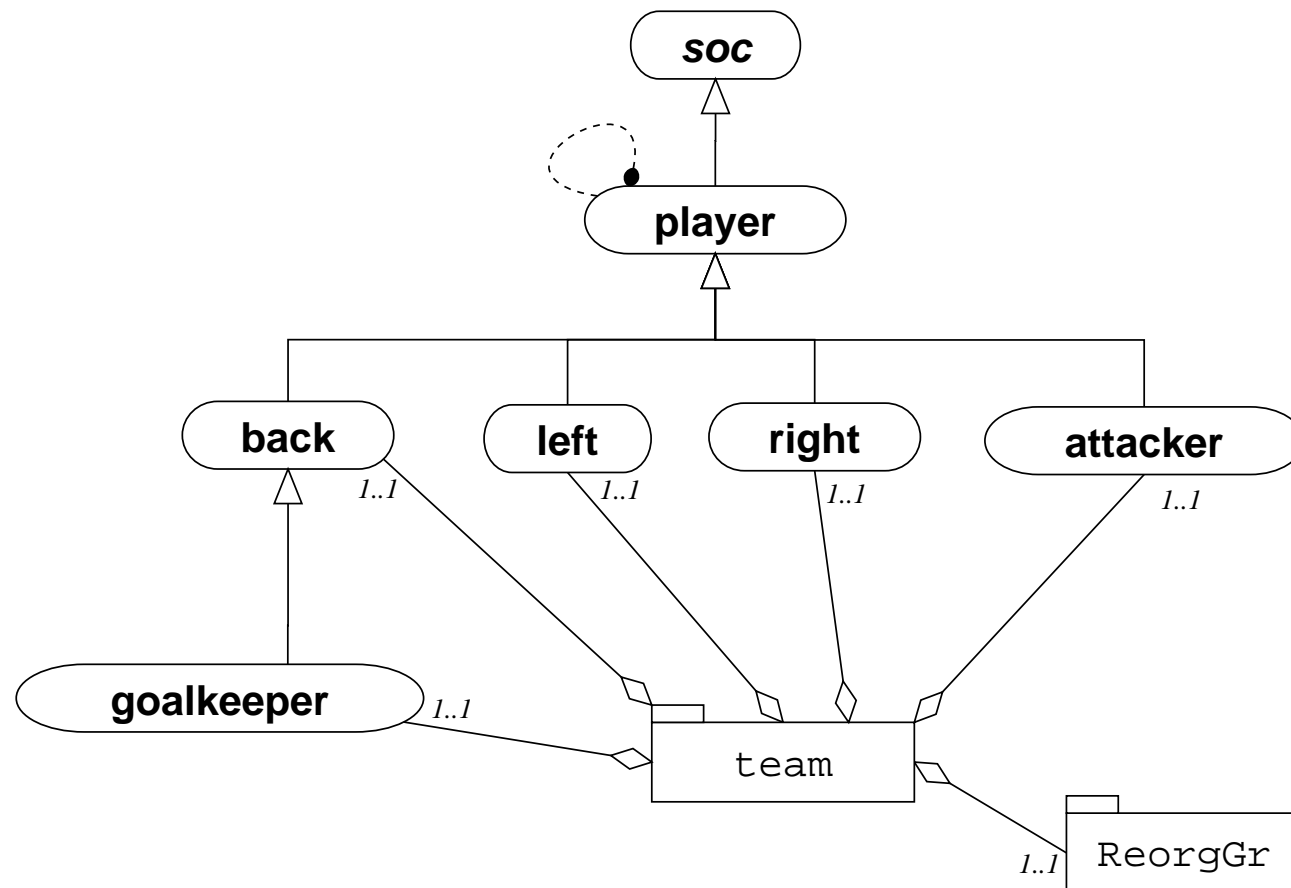 soc
player
back
left
right
attacker
1..1
1..1
1..1
1..1
goalkeeper
1..1
team
ReorgGr
1..1